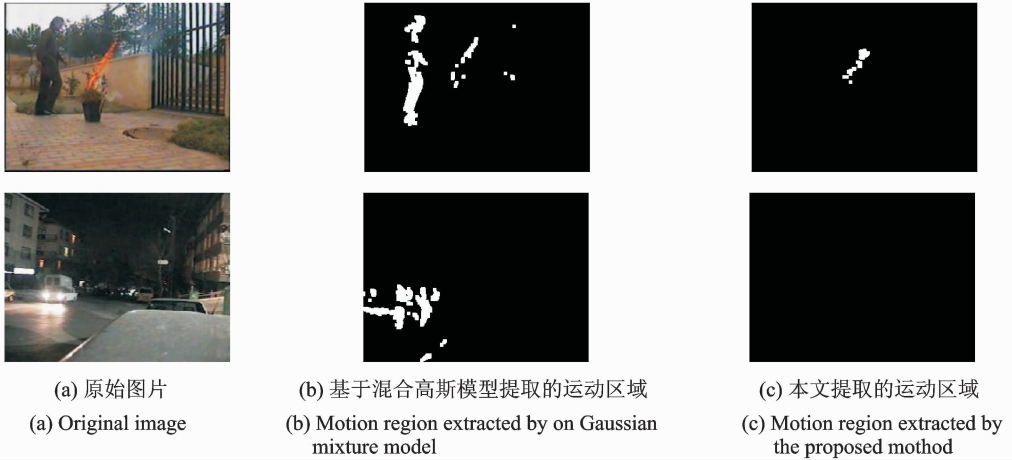 (a) 原始图片
(b) 基于混合高斯模型提取的运动区域
(c) 本文提取的运动区域
(a) Original image
(b) Motion region extracted by on Gaussian
mixture model
(c) Motion region extracted by
the proposed mothod